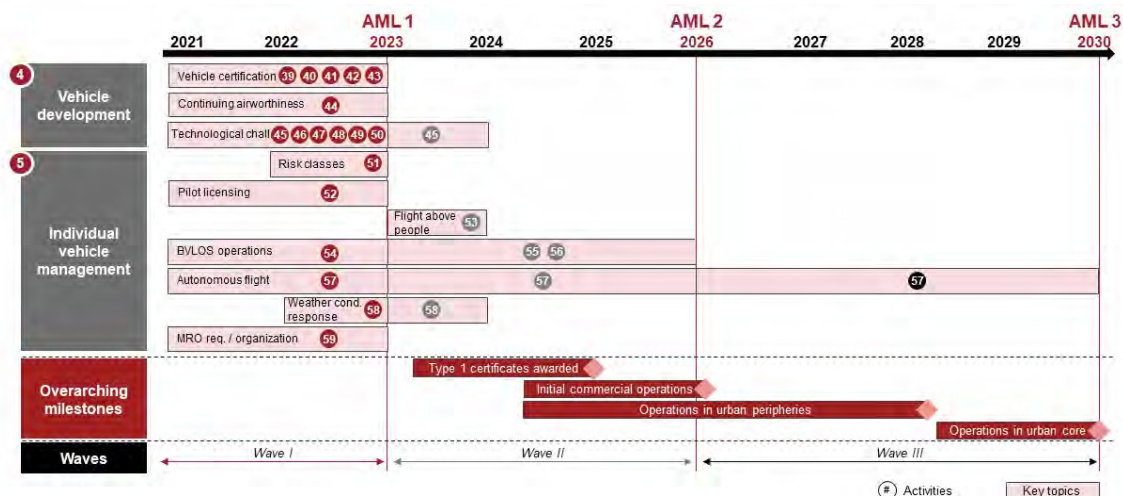 AML 1 AML 2 AML 3
2021 2022 2023 2024 2025 2026 2027 2028 2029 2030
4
Vehicle
development
Vehicle certification 39 40 41 42 43
Continuing airworthiness 44
Technological chall 45 46 47 48 49 50 45
5
Individual
vehicle
management
Risk classes 51
Pilot licensing 52
Flight above
people 53
BVLOS operations 54 55 56
Autonomous flight 57 57 57
Weather cond.
response 58 58
MRO req. / organization 59
Overarching
milestones
Type 1 certificates awarded
Initial commercial operations
Operations in urban peripheries
Operations in urban core
Waves
Wave I Wave II Wave III
# Activities Key topics